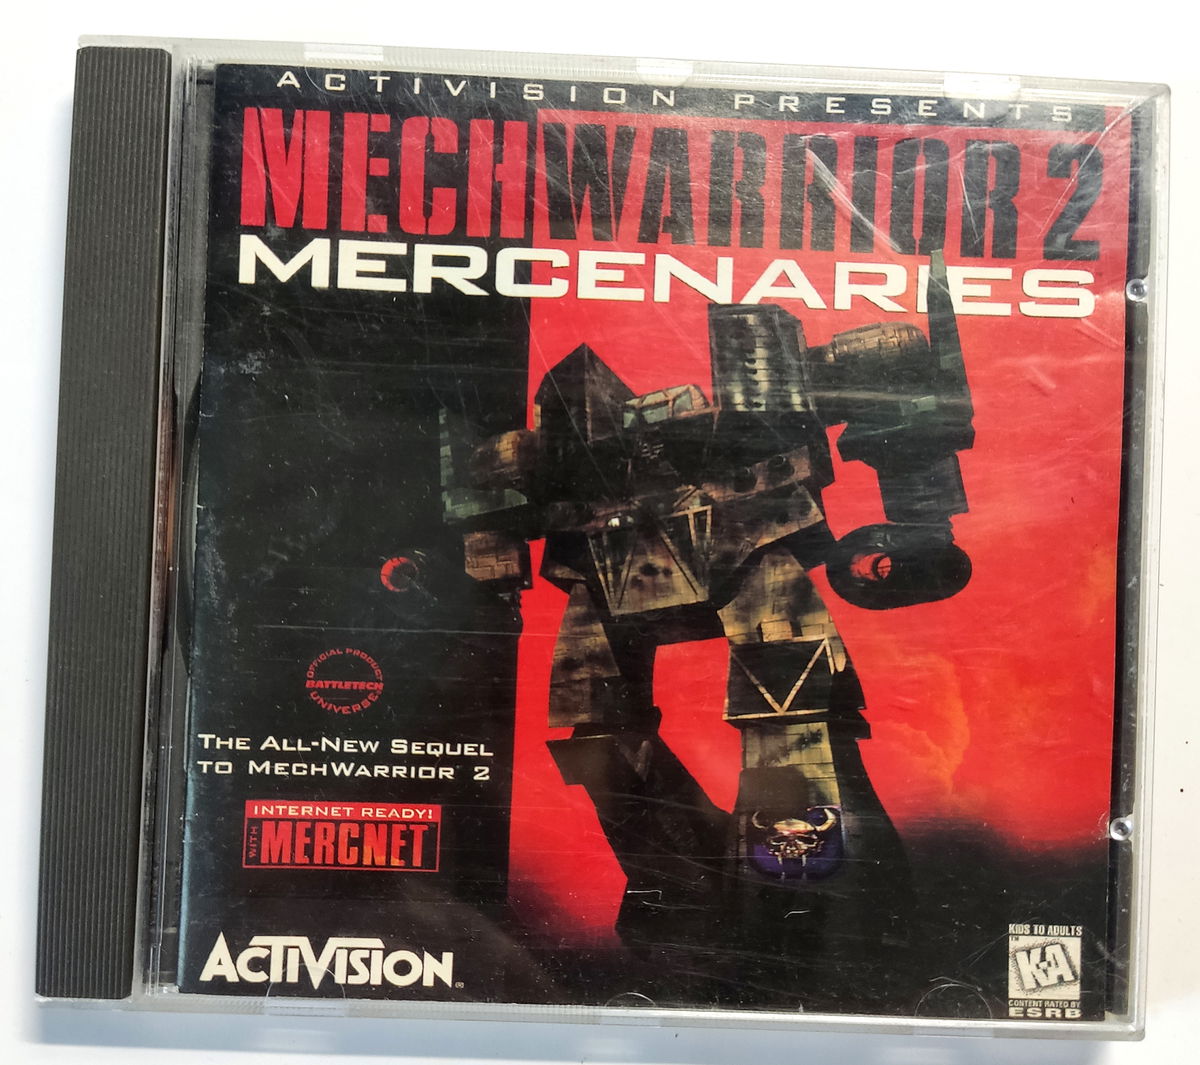 ACTIVISION PRESENTS
MECHWARRIOR 2
MERCENARIES
OFFICIAL PRODUCT
BATTLETECH
UNIVERSE
THE ALL-NEW SEQUEL
TO MECHWARRIOR 2
INTERNET READY!
WITH MERCNET
ACTIVISION®
KIDS TO ADULTS
™
K-A
CONTENT RATED BY
ESRB